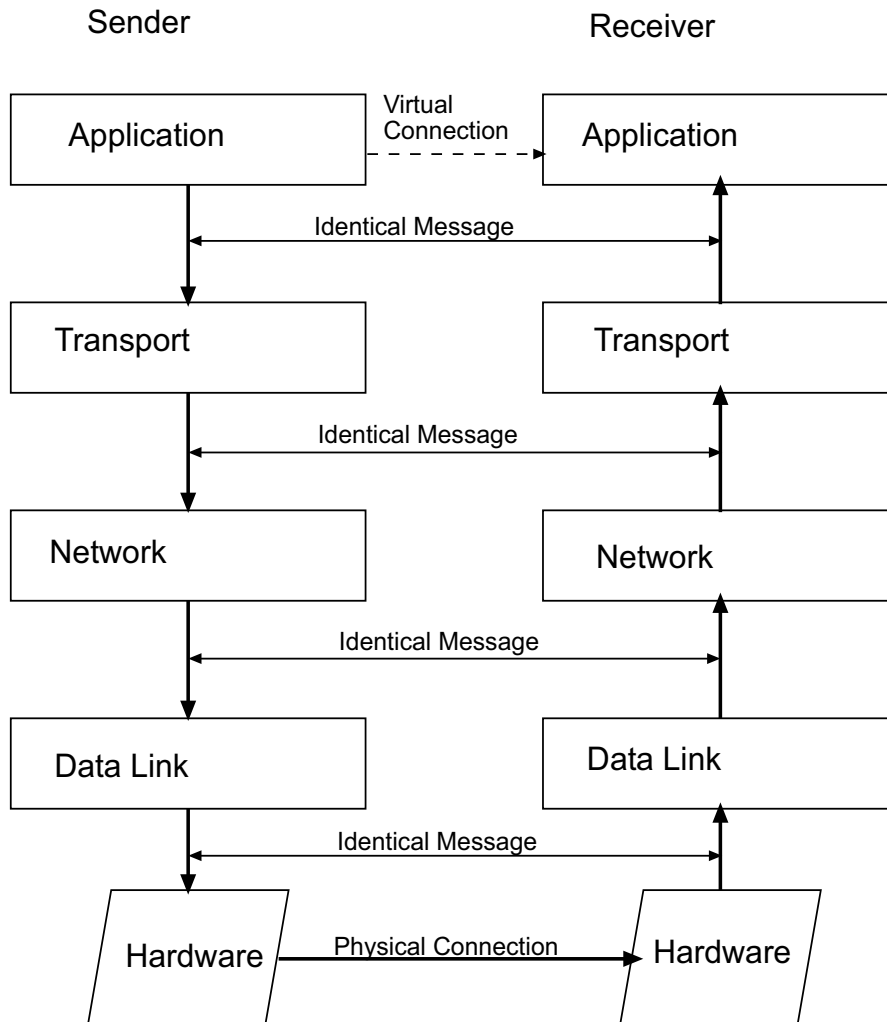 Sender
Receiver
Application
Virtual
Connection
Application
Identical Message
Transport
Transport
Identical Message
Network
Network
Identical Message
Data Link
Data Link
Identical Message
Hardware
Physical Connection
Hardware